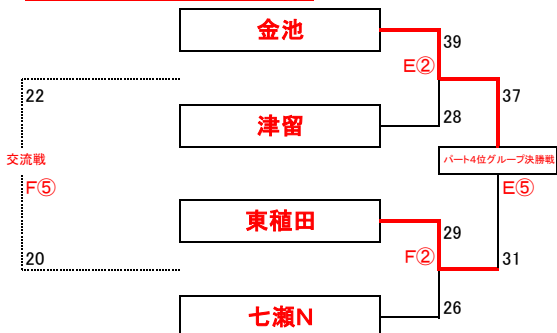 金池
39
E②
22
37
28
津留
交流戦
パート4位グループ決勝戦
F⑤
E⑤
東稙田
29
F②
20
31
26
七瀬N